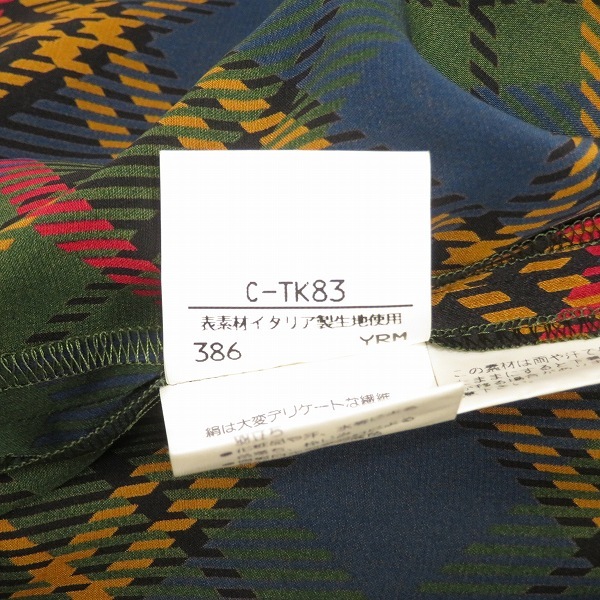 C-TK83
表素材イタリア製生地使用
386 YRM
絹は大変デリケートな繊維
この素材は雨や汗で